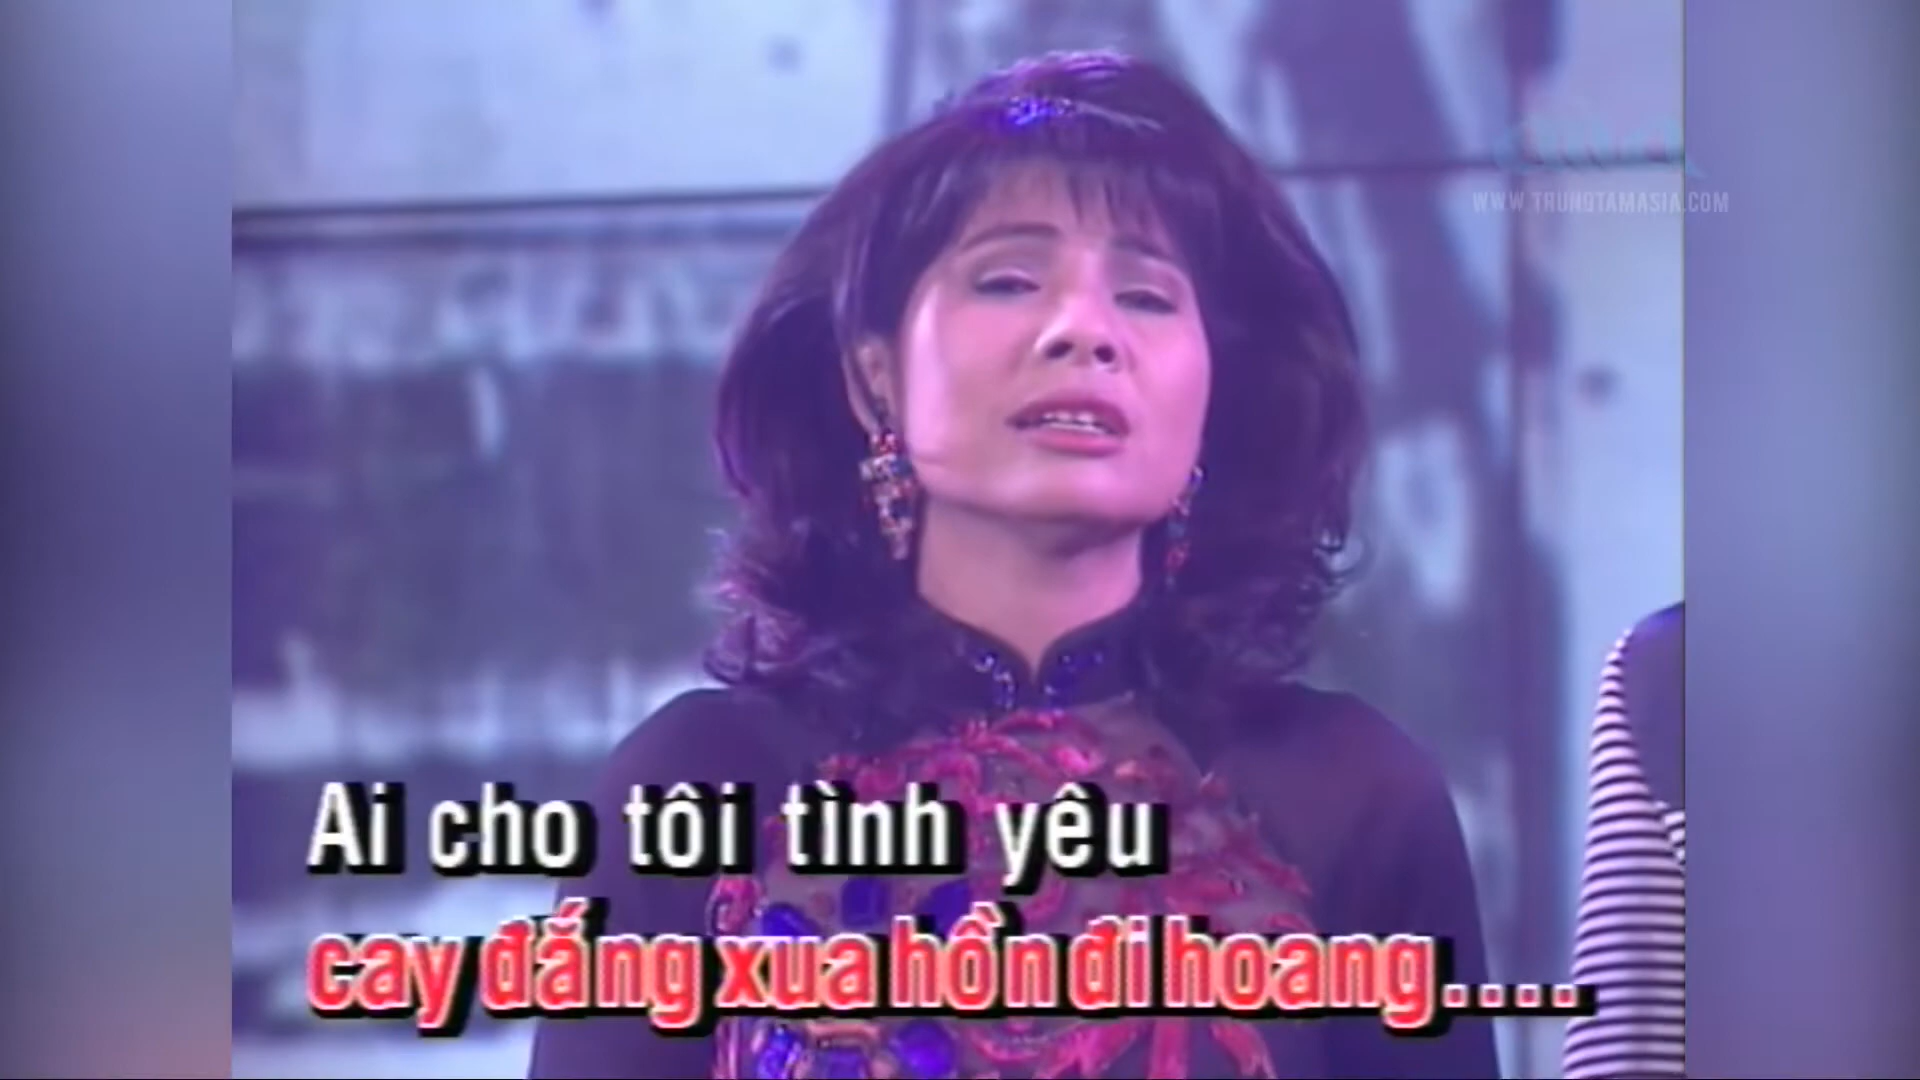 WWW.TRUNGTAMASIA.COM
Ai cho tôi tình yêu
cay đắng xua hồn đi hoang....